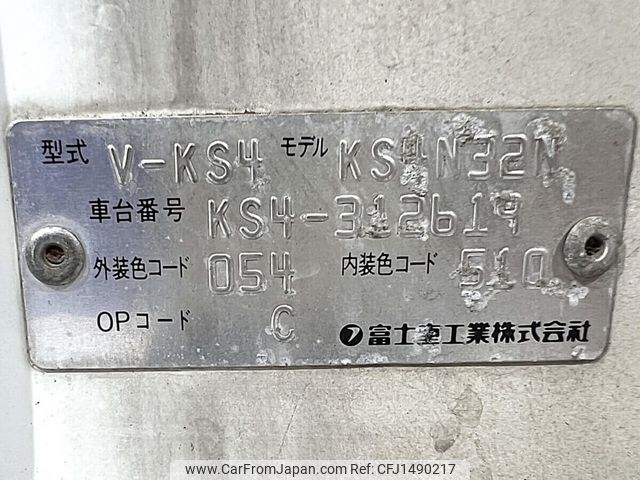 型式 V-KS4 モデル KS4N32N
車台番号 KS4-312619
外装色コード 054 内装色コード 510
OPコード C
フ 富士重工業株式会社
www.CarFromJapan.com Ref. CFJ1490217